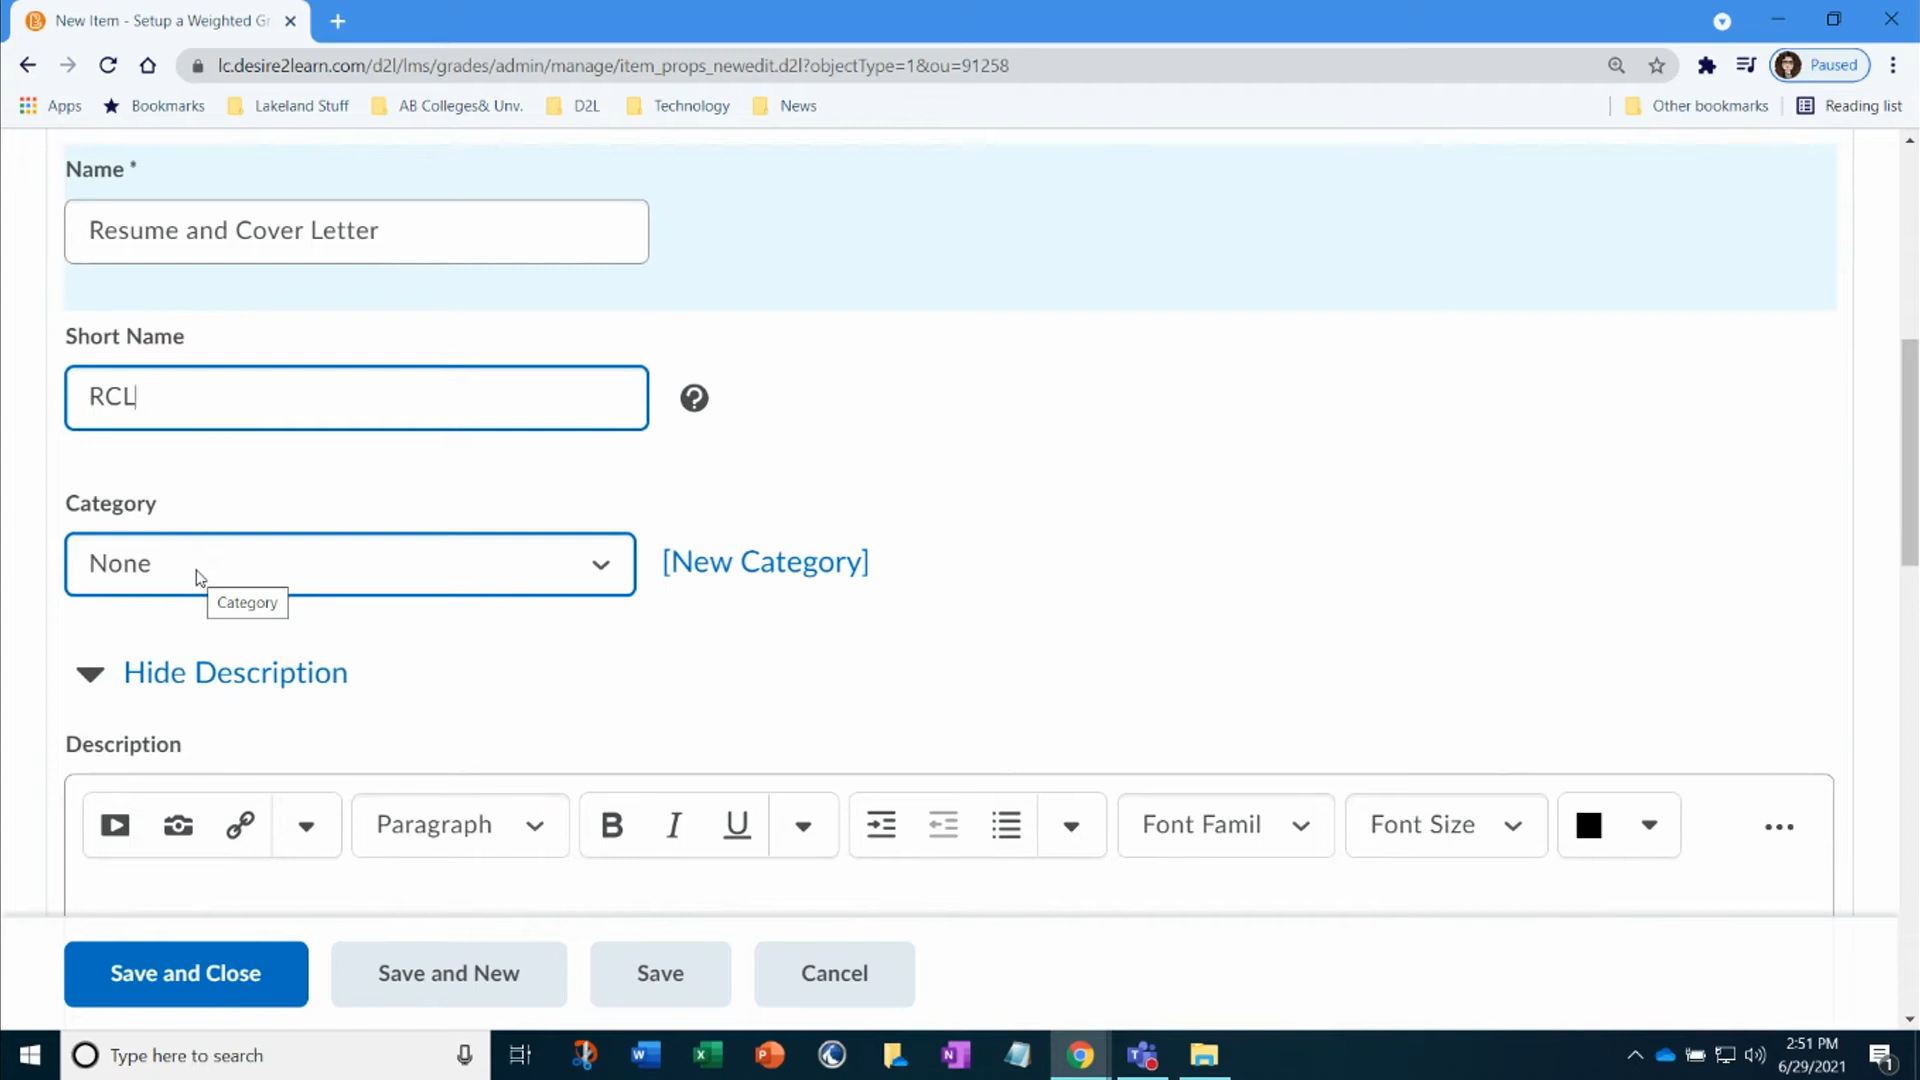 New Item - Setup a Weighted Gr
lc.desire2learn.com/d2l/lms/grades/admin/manage/item_props_newedit.d2l?objectType=1&ou=91258
Paused
Apps
Bookmarks
Lakeland Stuff
AB Colleges& Unv.
D2L
Technology
News
Other bookmarks
Reading list
Name *
Resume and Cover Letter
Short Name
RCL
Category
None
[New Category]
Category
Hide Description
Description
Paragraph
B
I
U
Font Famil
Font Size
Save and Close
Save and New
Save
Cancel
Type here to search
2:51 PM
6/29/2021
1